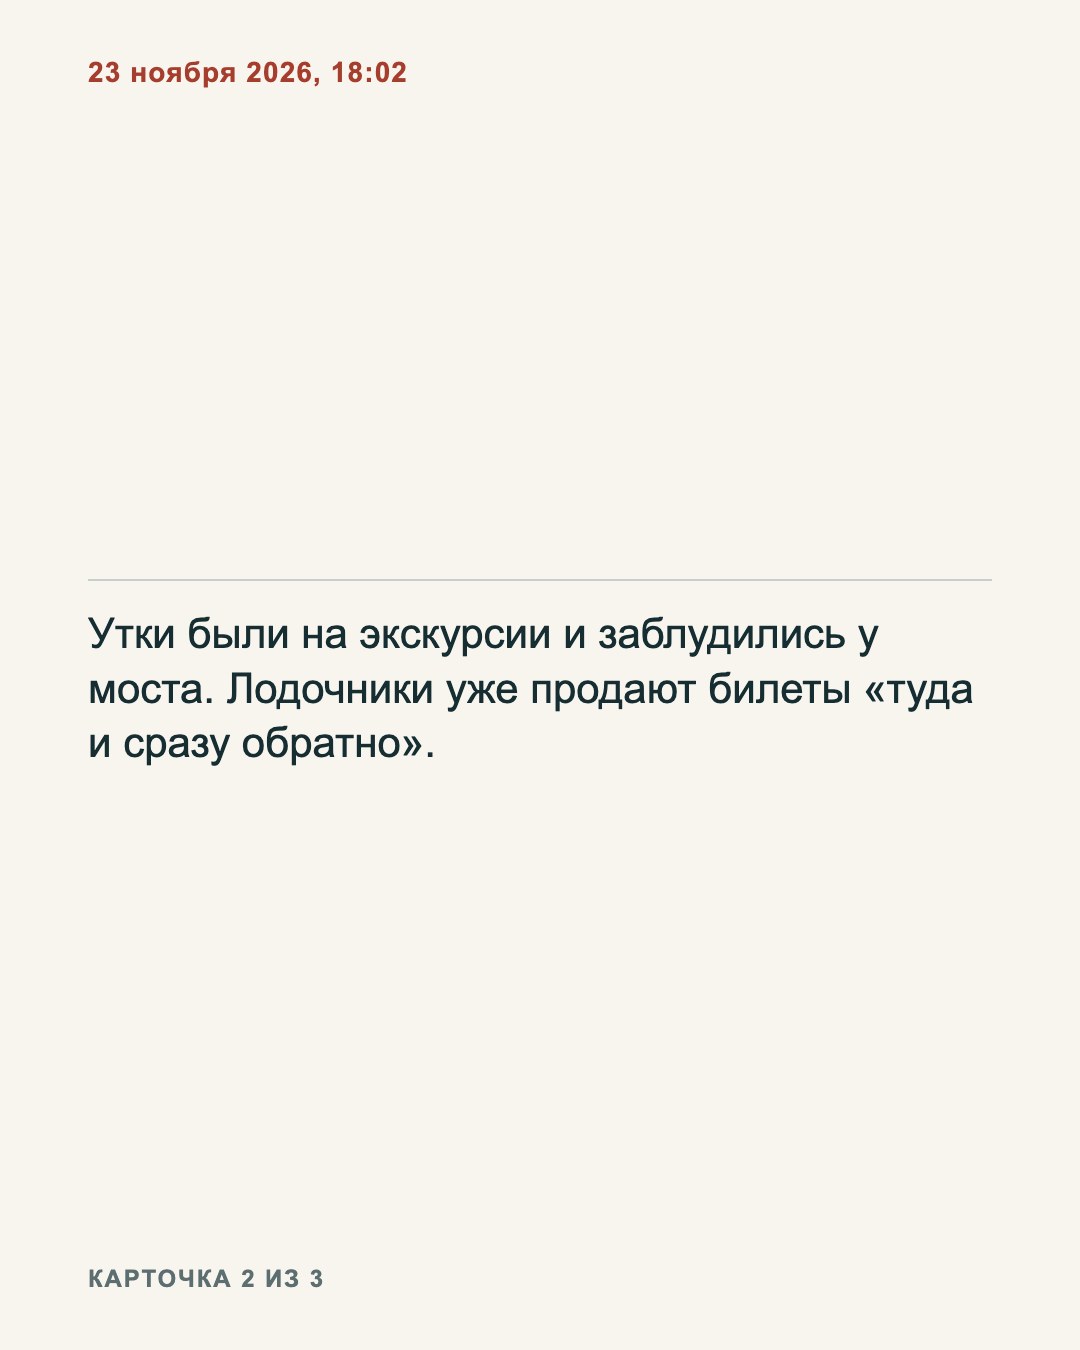 23 ноября 2026, 18:02
Утки были на экскурсии и заблудились у
моста. Лодочники уже продают билеты «туда
и сразу обратно».
КАРТОЧКА 2 ИЗ 3